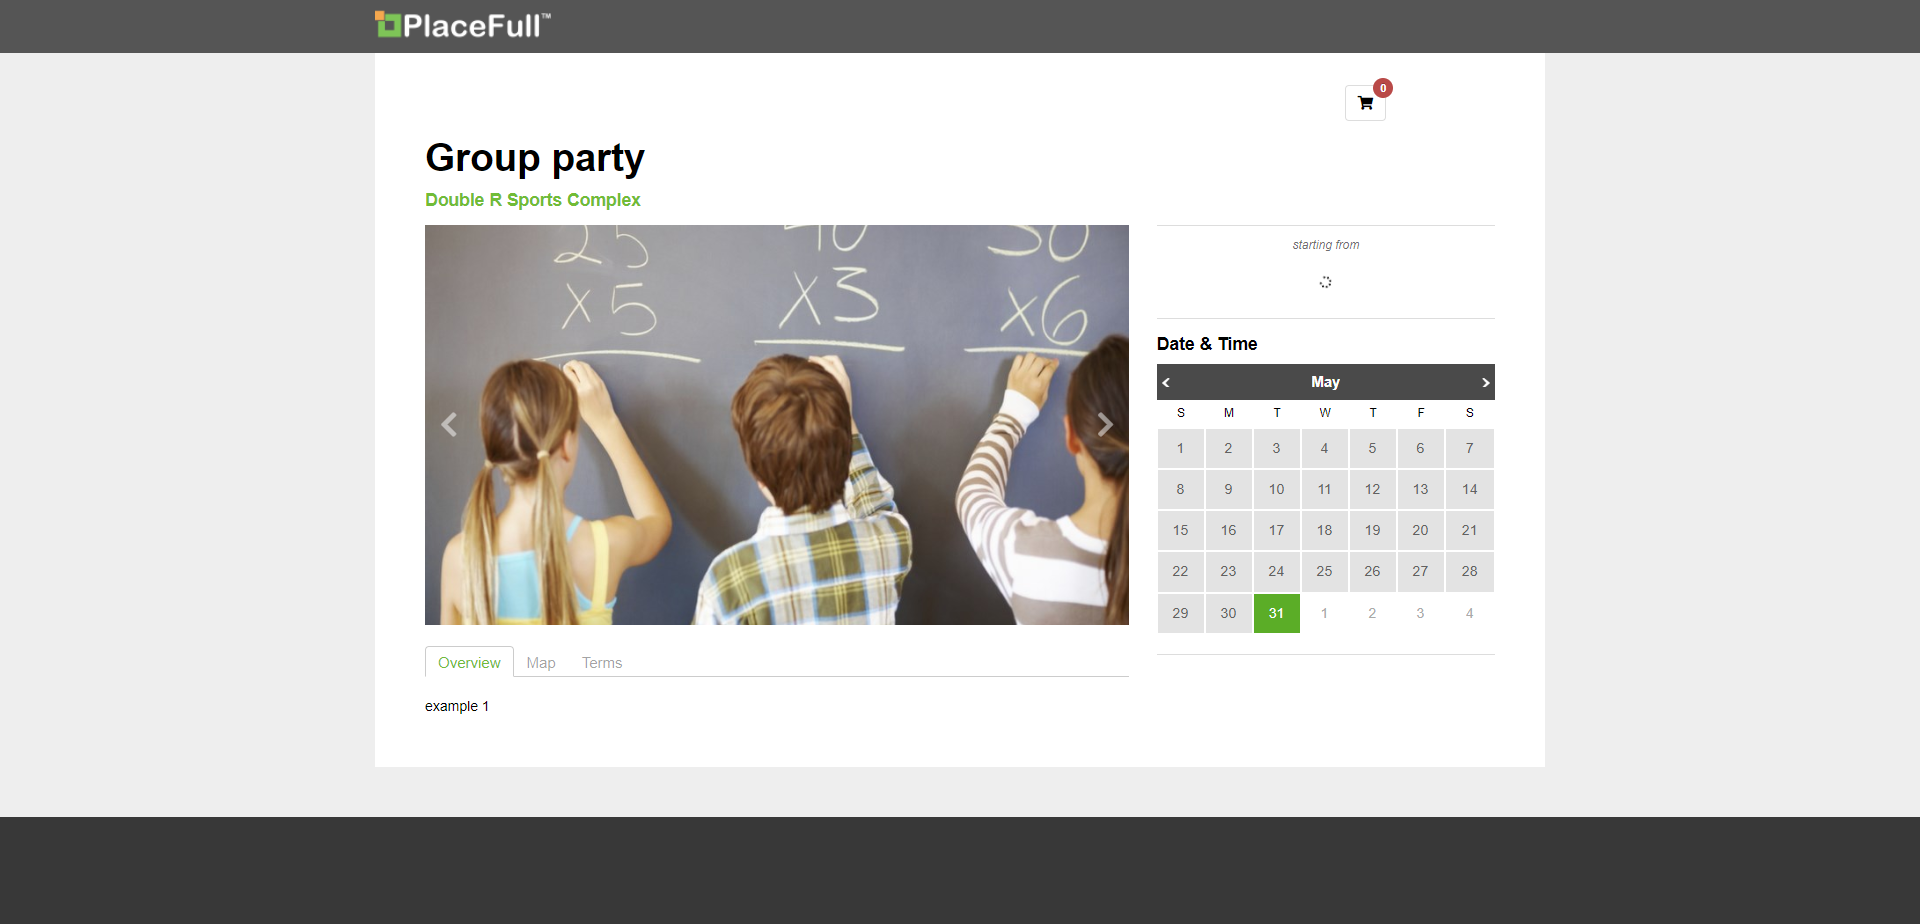 PlaceFull™
0
Group party
Double R Sports Complex
25 40 30
x5 x3 x6
starting from
Date & Time
< May >
S M T W T F S
1 2 3 4 5 6 7
8 9 10 11 12 13 14
15 16 17 18 19 20 21
22 23 24 25 26 27 28
29 30 31 1 2 3 4
Overview Map Terms
example 1